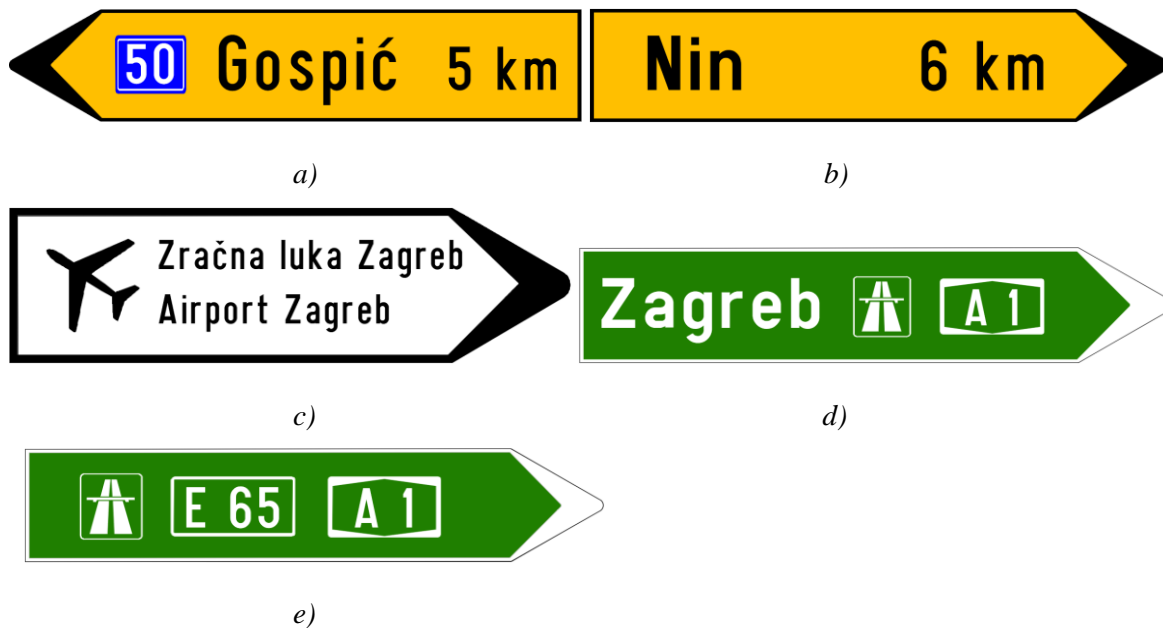 50 Gospić 5 km
Nin 6 km
a)
b)
Zračna luka Zagreb
Airport Zagreb
Zagreb A 1
c)
d)
E 65 A 1
e)